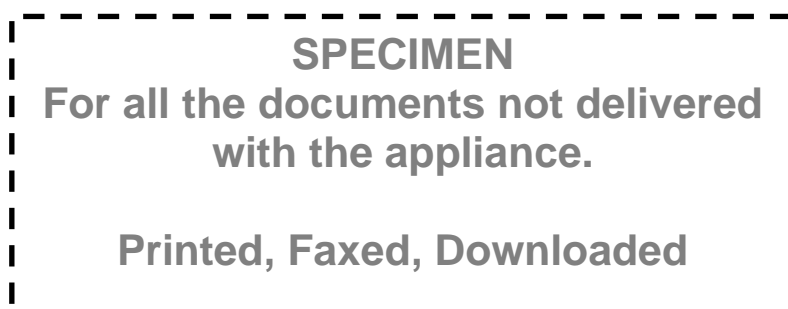 SPECIMEN
For all the documents not delivered
with the appliance.
Printed, Faxed, Downloaded